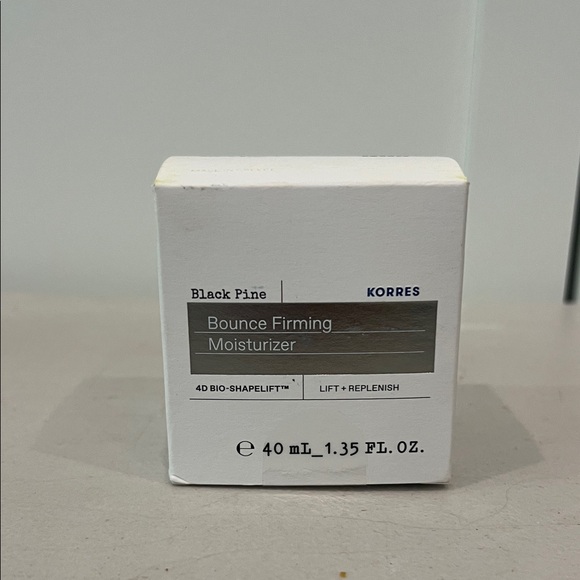 Black Pine
KORRES
Bounce Firming
Moisturizer
4D BIO-SHAPELIFT™
LIFT + REPLENISH
℮ 40 mL_1.35 FL. OZ.